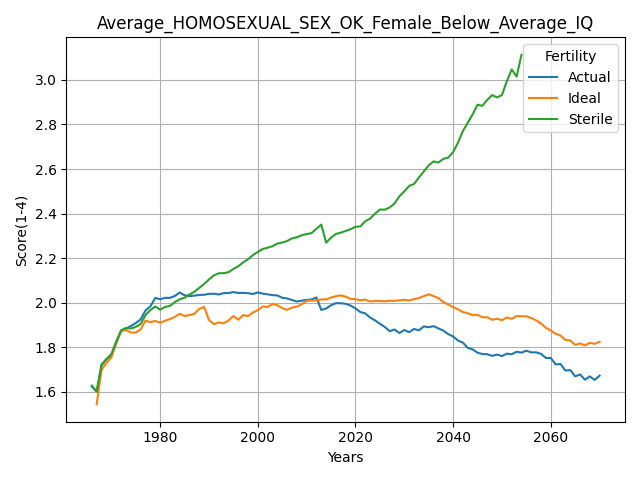 Average_HOMOSEXUAL_SEX_OK_Female_Below_Average_IQ
Fertility
Actual
Ideal
Sterile
Score(1-4)
3.0
2.8
2.6
2.4
2.2
2.0
1.8
1.6
1980
2000
2020
2040
2060
Years